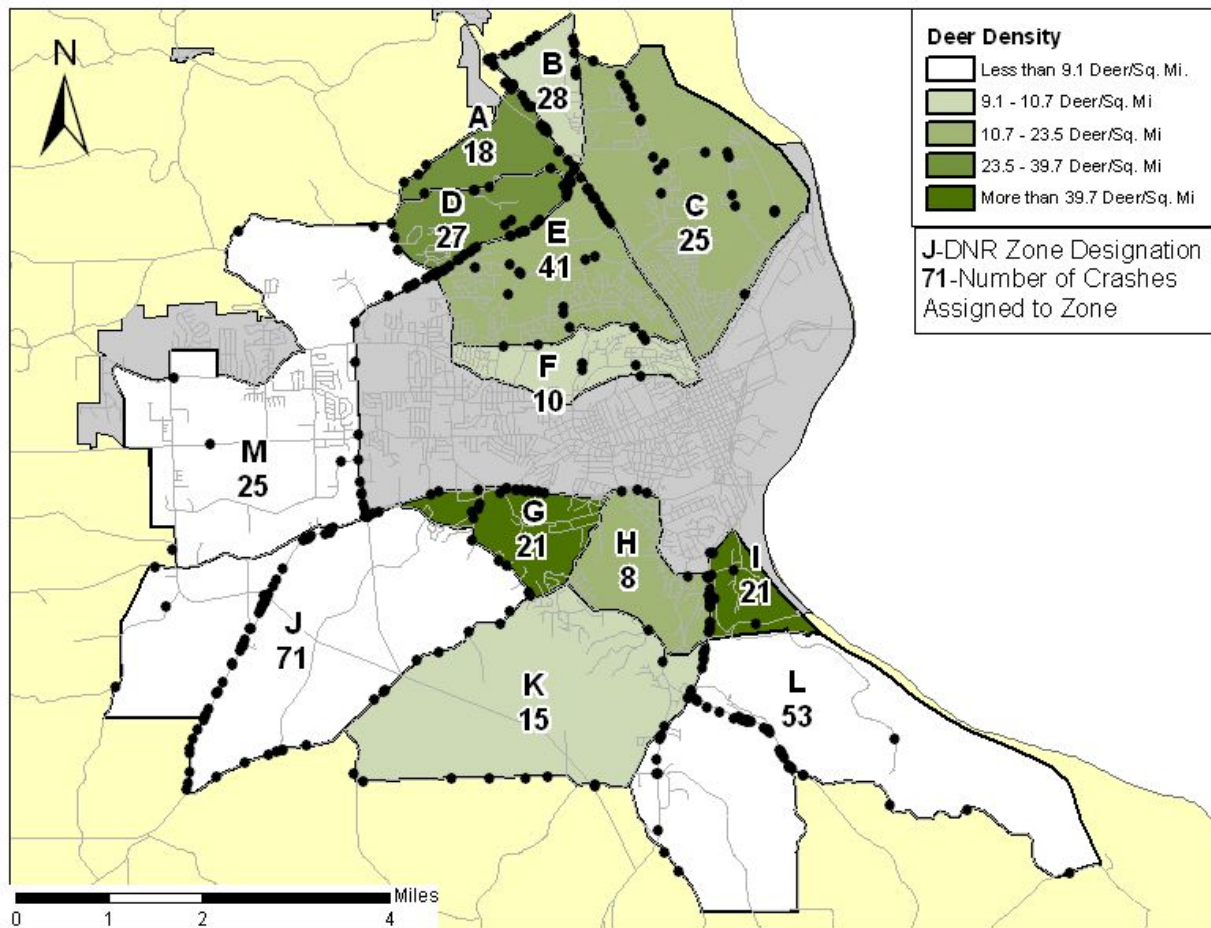 N
B
28
A
18
D
27
E
41
C
25
F
10
M
25
G
21
H
8
I
21
J
71
K
15
L
53
Deer Density
Less than 9.1 Deer/Sq. Mi.
9.1 - 10.7 Deer/Sq. Mi
10.7 - 23.5 Deer/Sq. Mi
23.5 - 39.7 Deer/Sq. Mi
More than 39.7 Deer/Sq. Mi
J-DNR Zone Designation
71-Number of Crashes
Assigned to Zone
Miles
0 1 2 4